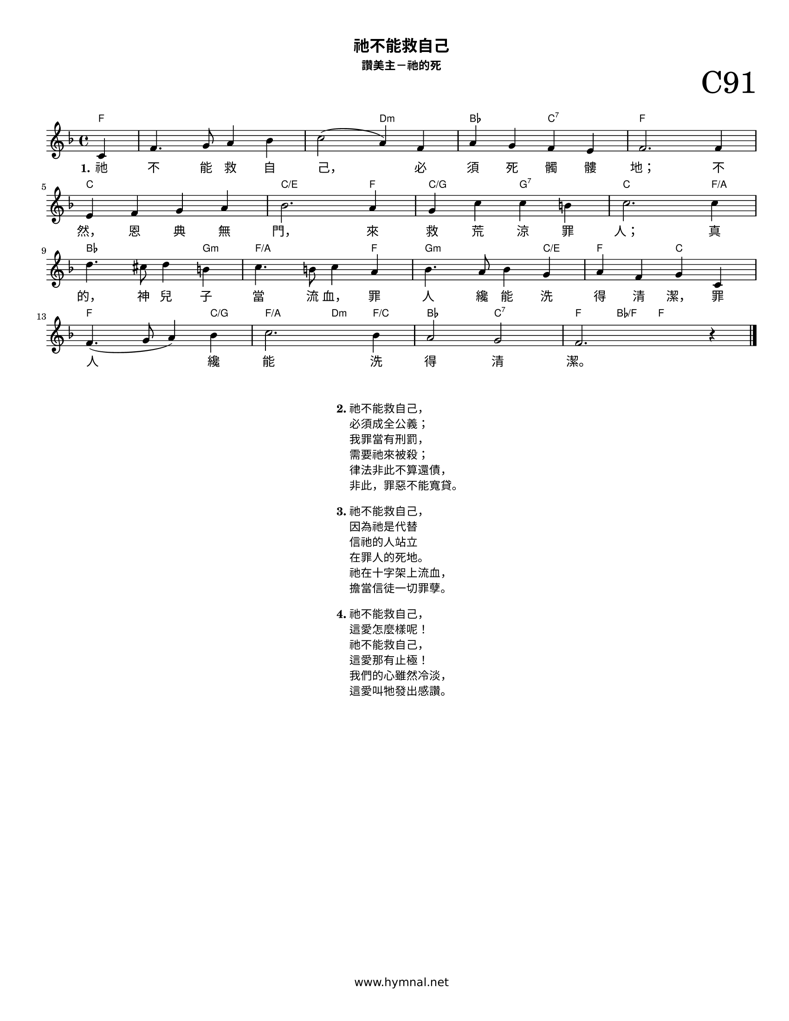 祂不能救自己
讚美主－祂的死
C91
F Dm B♭ C7 F
1. 祂 不 能 救 自 己， 必 須 死 髑 髏 地； 不
5 C C/E F C/G G7 C F/A
然， 恩 典 無 門， 來 救 荒 涼 罪 人； 真
9 B♭ Gm F/A F Gm C/E F C
的， 神 兒 子 當 流 血， 罪 人 纔 能 洗 得 清 潔， 罪
13 F C/G F/A Dm F/C B♭ C7 F B♭/F F
人 纔 能 洗 得 清 潔。
2. 祂不能救自己，
必須成全公義；
我罪當有刑罰，
需要祂來被殺；
律法非此不算還債，
非此，罪惡不能寬貸。
3. 祂不能救自己，
因為祂是代替
信祂的人站立
在罪人的死地。
祂在十字架上流血，
擔當信徒一切罪孽。
4. 祂不能救自己，
這愛怎麼樣呢！
祂不能救自己，
這愛那有止極！
我們的心雖然冷淡，
這愛叫牠發出感讚。
www.hymnal.net